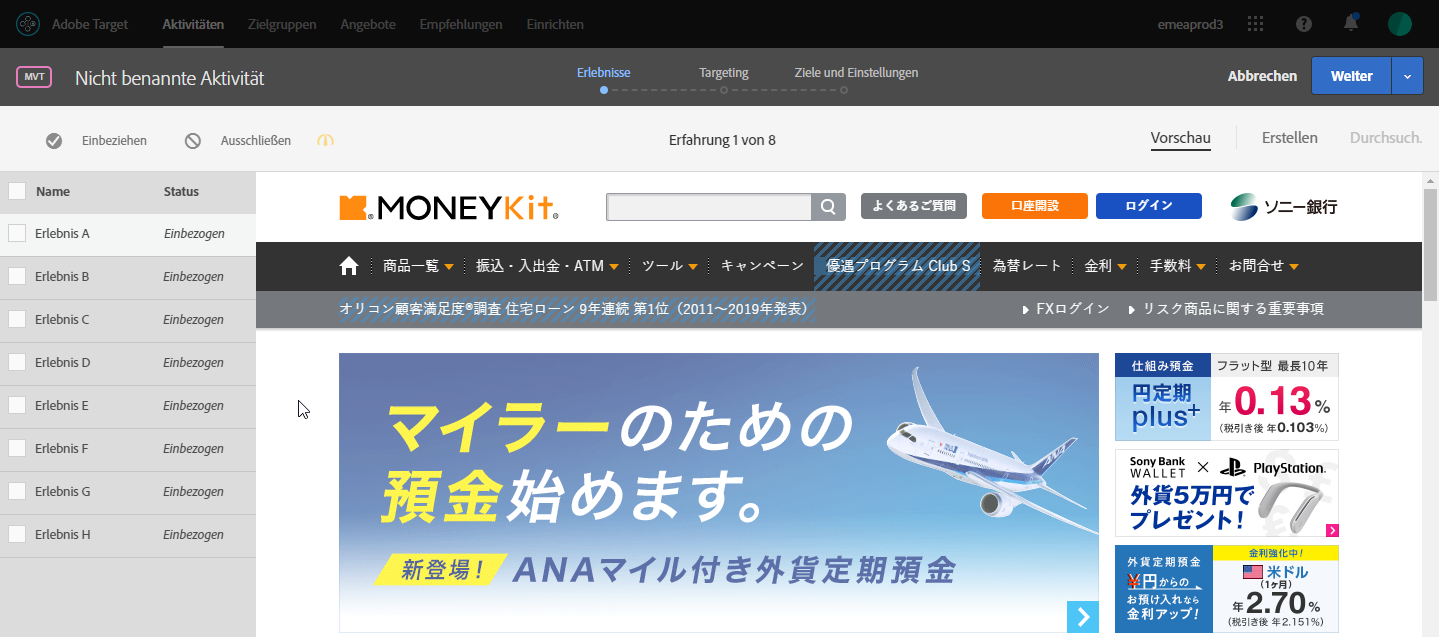 Adobe Target Aktivitäten Zielgruppen Angebote Empfehlungen Einrichten emeaprod3
MVT Nicht benannte Aktivität Erlebnisse Targeting Ziele und Einstellungen Abbrechen Weiter
Einbeziehen Ausschließen Erfahrung 1 von 8 Vorschau Erstellen Durchsuch.
Name Status
Erlebnis A Einbezogen
Erlebnis B Einbezogen
Erlebnis C Einbezogen
Erlebnis D Einbezogen
Erlebnis E Einbezogen
Erlebnis F Einbezogen
Erlebnis G Einbezogen
Erlebnis H Einbezogen
MONEYKit よくあるご質問 口座開設 ログイン ソニー銀行
商品一覧 振込・入出金・ATM ツール キャンペーン 優遇プログラム Club S 為替レート 金利 手数料 お問合せ
オリコン顧客満足度®調査 住宅ローン 9年連続 第1位（2011〜2019年発表） FXログイン リスク商品に関する重要事項
マイラーのための
預金始めます。
新登場！ ANAマイル付き外貨定期預金
仕組み預金 フラット型 最長10年
円定期
plus+
年0.13%
（税引き後 年0.103%）
Sony Bank
WALLET × PlayStation.
外貨5万円で
プレゼント！
外貨定期預金
¥円からの
お預け入れなら
金利アップ！
金利強化中！
米ドル
（1ヶ月）
年2.70%
（税引き後 年2.151%）